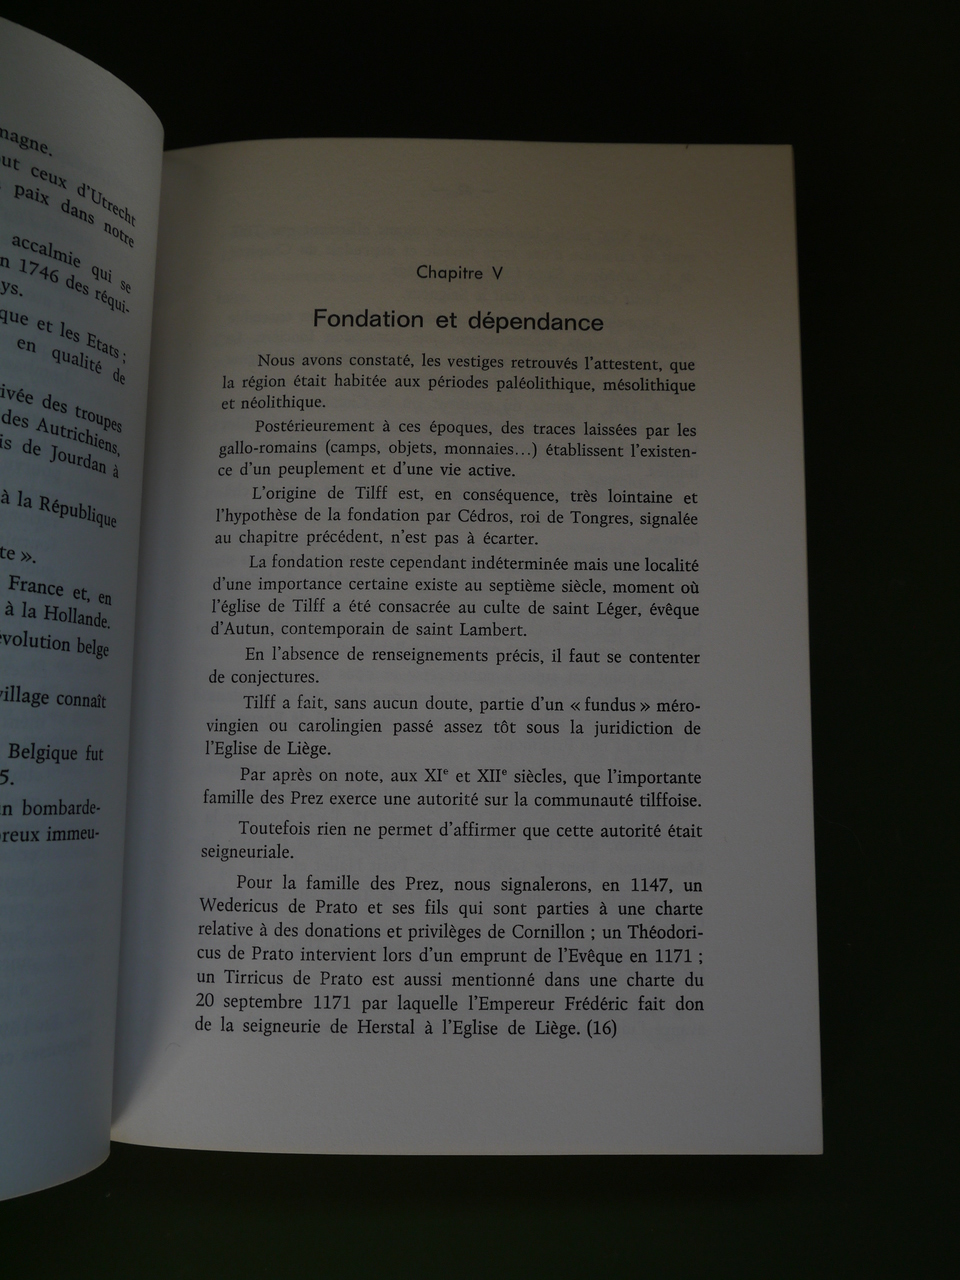 magne.
ut ceux d'Utrecht
paix dans notre
accalmie qui se
n 1746 des réqui-
ys.
que et les Etats ;
en qualité de
ivée des troupes
des Autrichiens,
is de Jourdan à
à la République
te ».
France et, en
à la Hollande.
evolution belge
village connaît
Belgique fut
5.
n bombarde-
reux immeu-
Chapitre V
Fondation et dépendance
Nous avons constaté, les vestiges retrouvés l'attestent, que
la région était habitée aux périodes paléolithique, mésolithique
et néolithique.
Postérieurement à ces époques, des traces laissées par les
gallo-romains (camps, objets, monnaies...) établissent l'existen-
ce d'un peuplement et d'une vie active.
L'origine de Tilff est, en conséquence, très lointaine et
l'hypothèse de la fondation par Cédros, roi de Tongres, signalée
au chapitre précédent, n'est pas à écarter.
La fondation reste cependant indéterminée mais une localité
d'une importance certaine existe au septième siècle, moment où
l'église de Tilff a été consacrée au culte de saint Léger, évêque
d'Autun, contemporain de saint Lambert.
En l'absence de renseignements précis, il faut se contenter
de conjectures.
Tilff a fait, sans aucun doute, partie d'un « fundus » méro-
vingien ou carolingien passé assez tôt sous la juridiction de
l'Eglise de Liège.
Par après on note, aux XIe et XIIe siècles, que l'importante
famille des Prez exerce une autorité sur la communauté tilffoise.
Toutefois rien ne permet d'affirmer que cette autorité était
seigneuriale.
Pour la famille des Prez, nous signalerons, en 1147, un
Wedericus de Prato et ses fils qui sont parties à une charte
relative à des donations et privilèges de Cornillon ; un Théodori-
cus de Prato intervient lors d'un emprunt de l'Evêque en 1171 ;
un Tirricus de Prato est aussi mentionné dans une charte du
20 septembre 1171 par laquelle l'Empereur Frédéric fait don
de la seigneurie de Herstal à l'Eglise de Liège. (16)